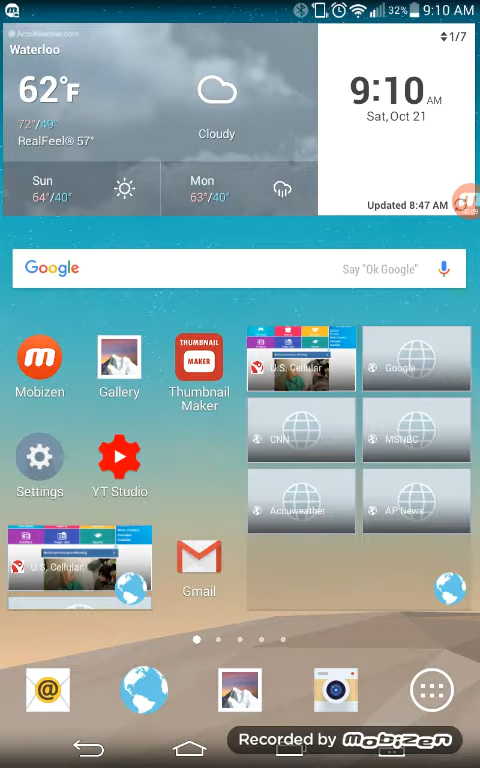 32% 9:10 AM
AccuWeather.com
Waterloo
62°F
72°/49°
RealFeel® 57°
Cloudy
Sun
64°/40°
Mon
63°/40°
1/7
9:10 AM
Sat, Oct 21
Updated 8:47 AM
Google
Say "Ok Google"
Mobizen
Gallery
THUMBNAIL
MAKER
Thumbnail
Maker
U.S. Cellular
Google
CNN
MSNBC
Accuweather
AP News
Settings
YT Studio
U.S. Cellular
Gmail
Recorded by Mobizen